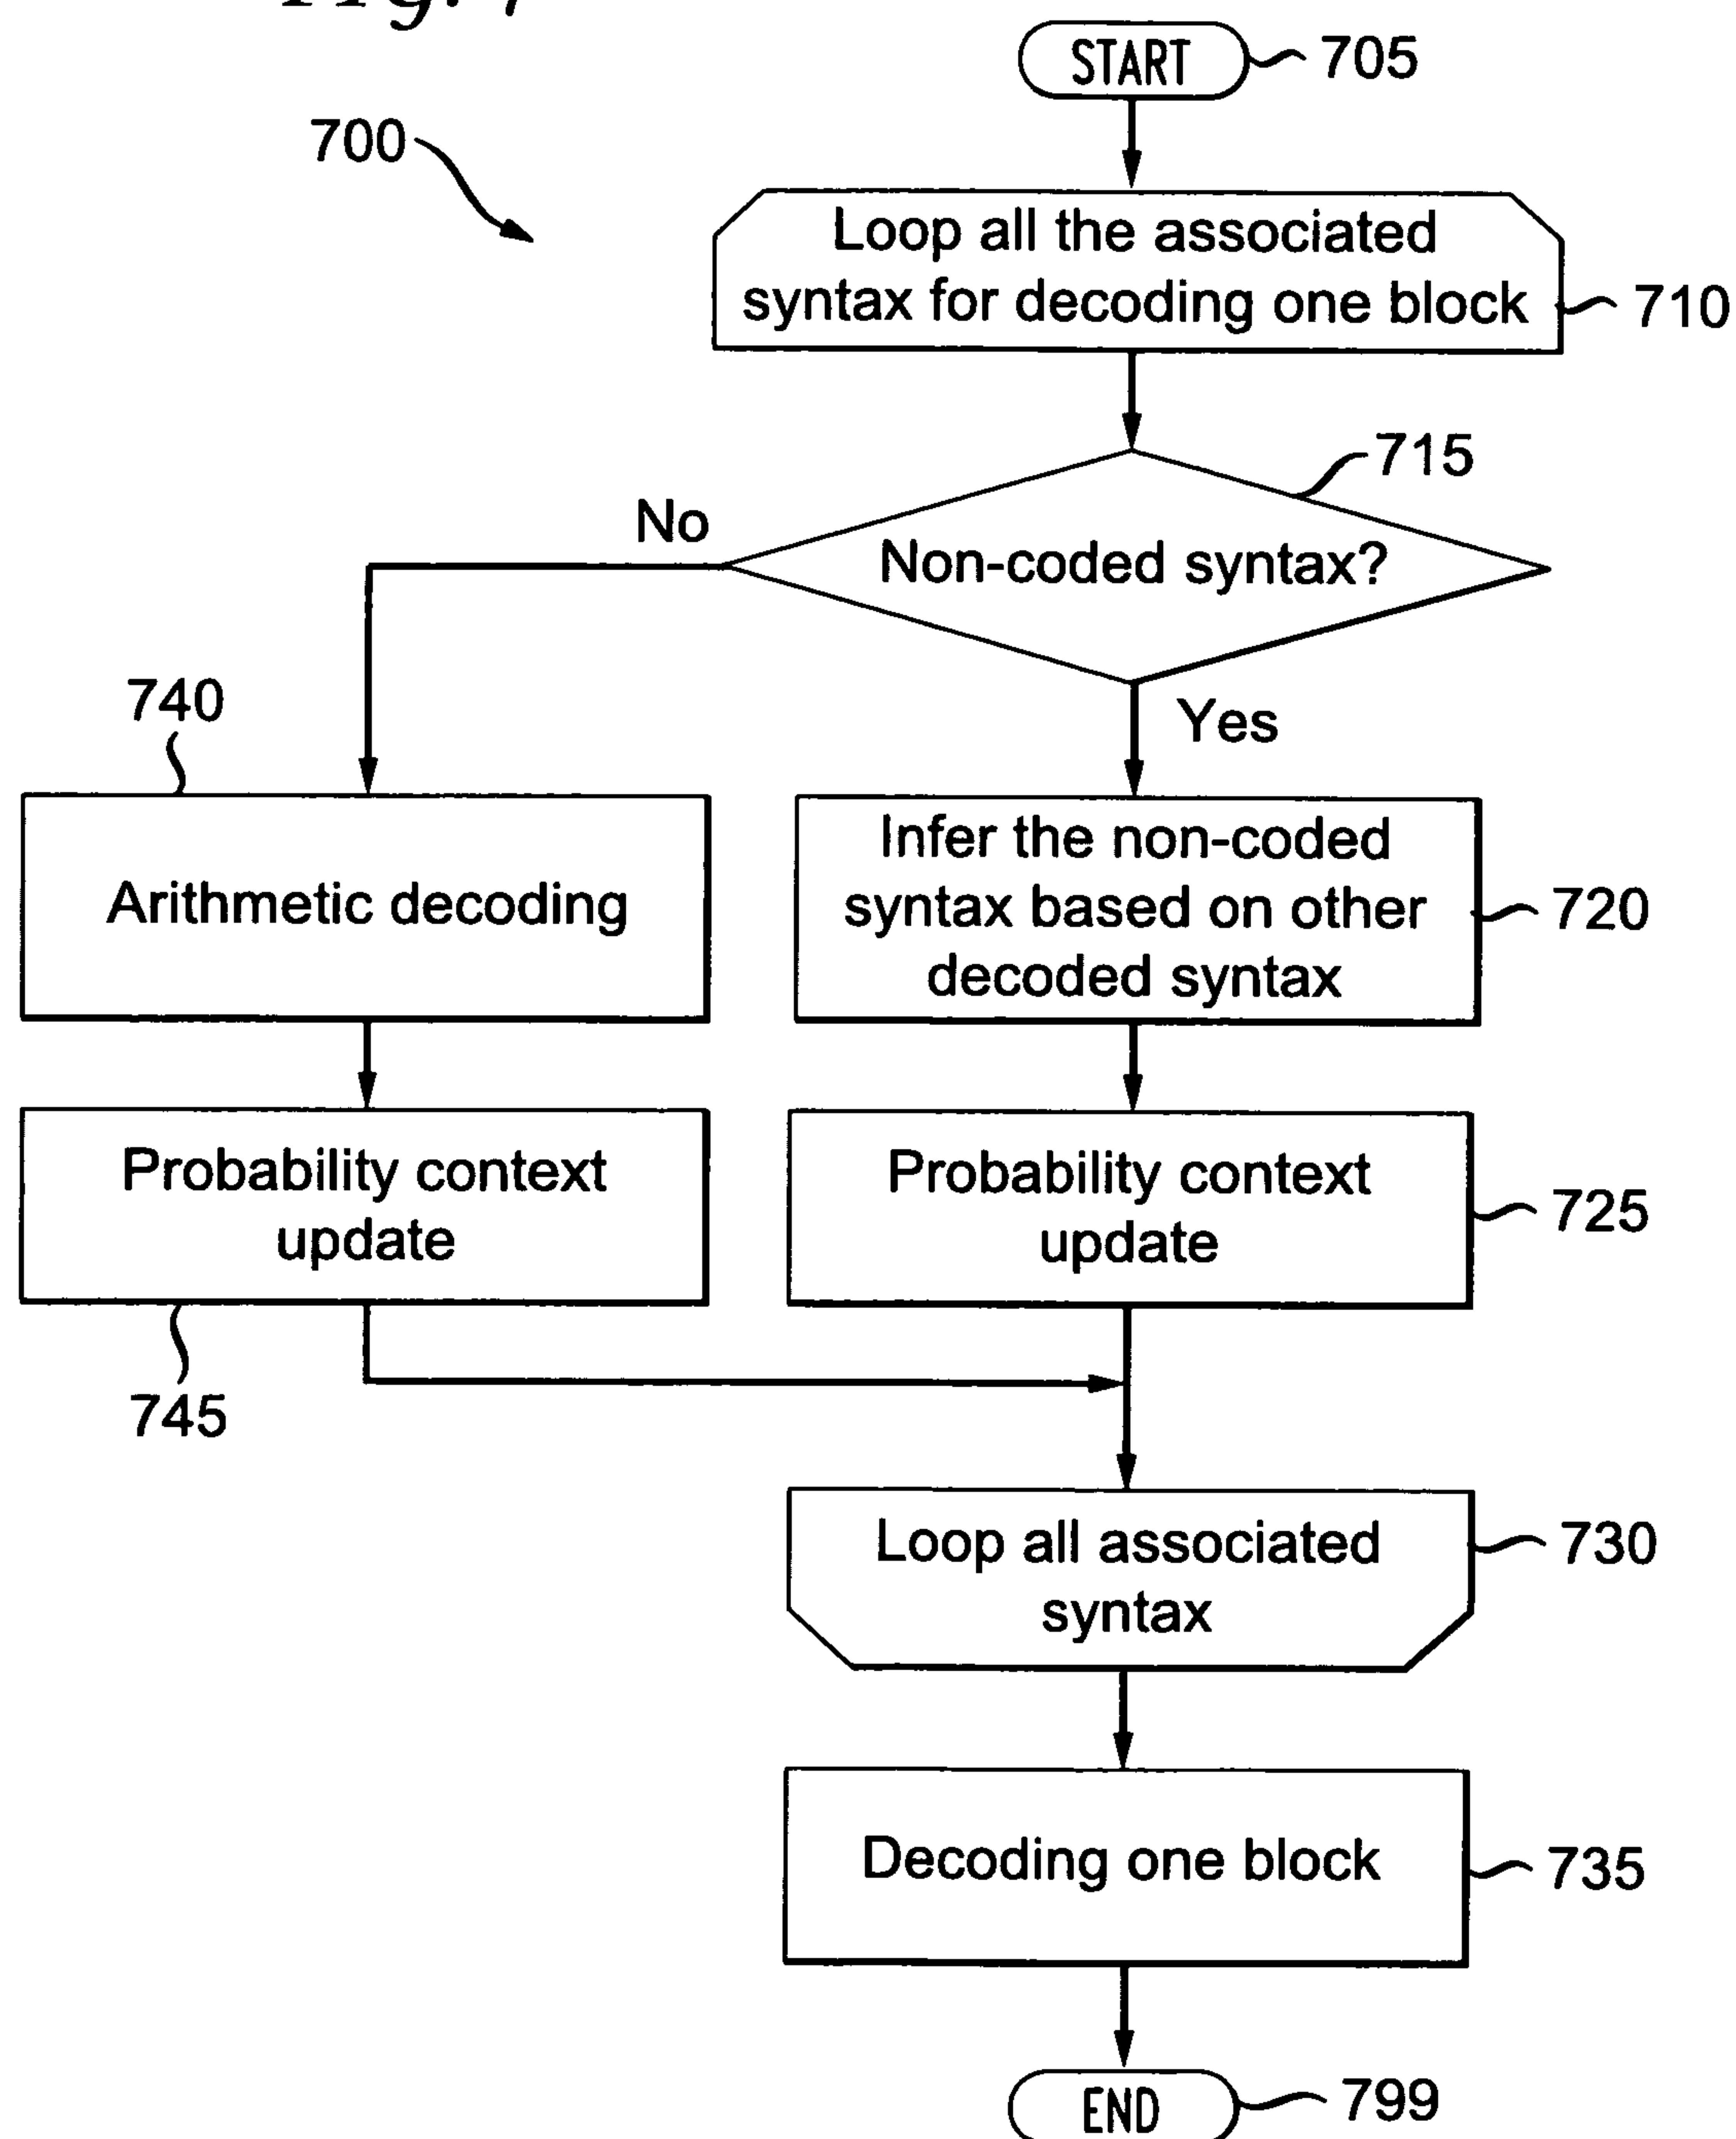 Fig. 7
START
705
700
Loop all the associated
syntax for decoding one block
710
715
No
Non-coded syntax?
Yes
740
Arithmetic decoding
Infer the non-coded
syntax based on other
decoded syntax
720
Probability context
update
745
Probability context
update
725
Loop all associated
syntax
730
Decoding one block
735
END
799